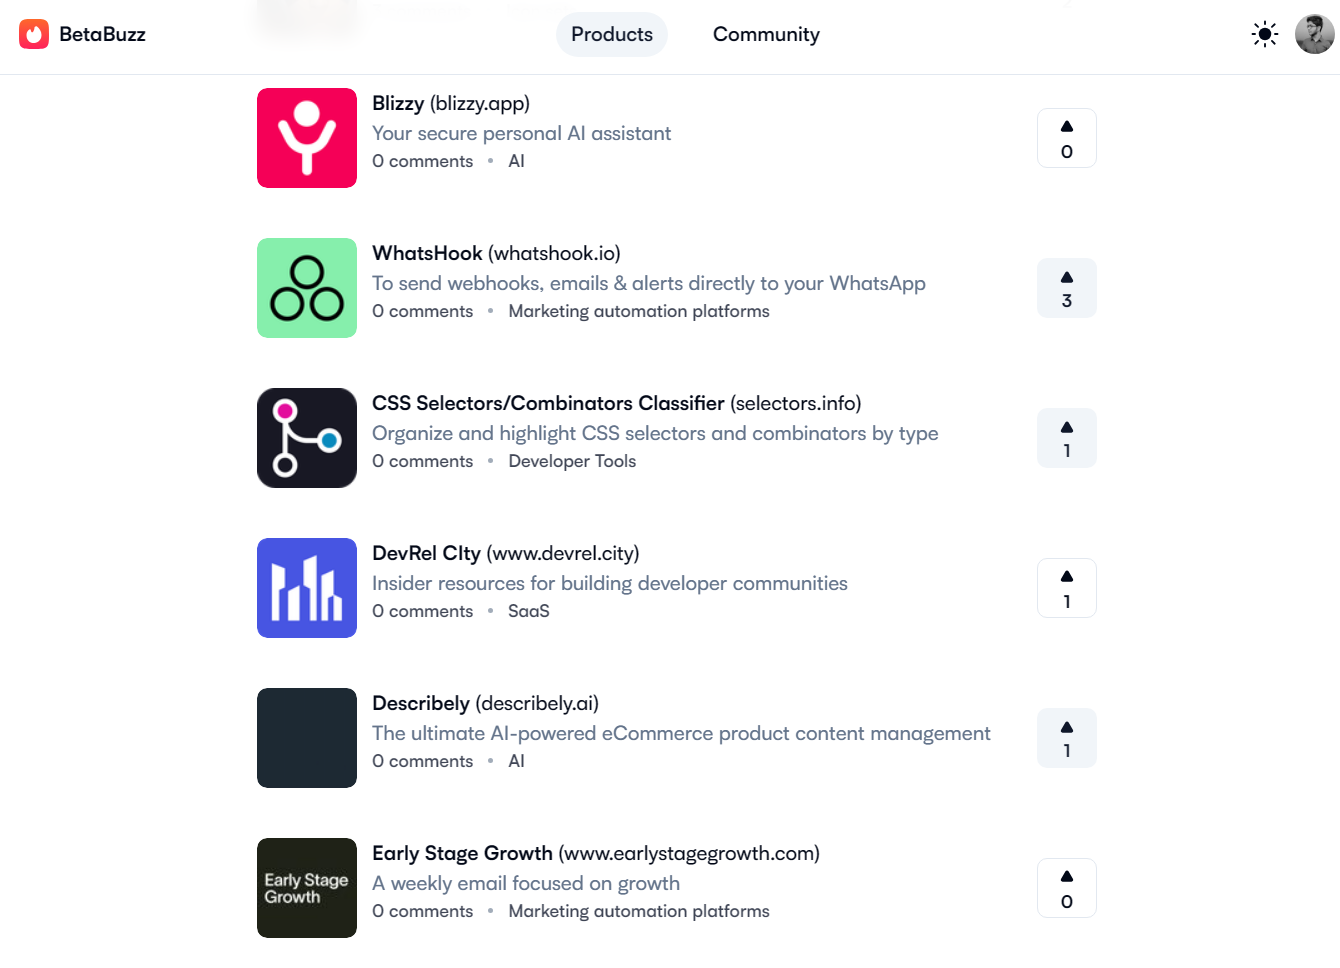 BetaBuzz
Products
Community
Blizzy (blizzy.app)
Your secure personal AI assistant
0 comments • AI
0
WhatsHook (whatshook.io)
To send webhooks, emails & alerts directly to your WhatsApp
0 comments • Marketing automation platforms
3
CSS Selectors/Combinators Classifier (selectors.info)
Organize and highlight CSS selectors and combinators by type
0 comments • Developer Tools
1
DevRel CIty (www.devrel.city)
Insider resources for building developer communities
0 comments • SaaS
1
Describely (describely.ai)
The ultimate AI-powered eCommerce product content management
0 comments • AI
1
Early Stage
Growth
Early Stage Growth (www.earlystagegrowth.com)
A weekly email focused on growth
0 comments • Marketing automation platforms
0